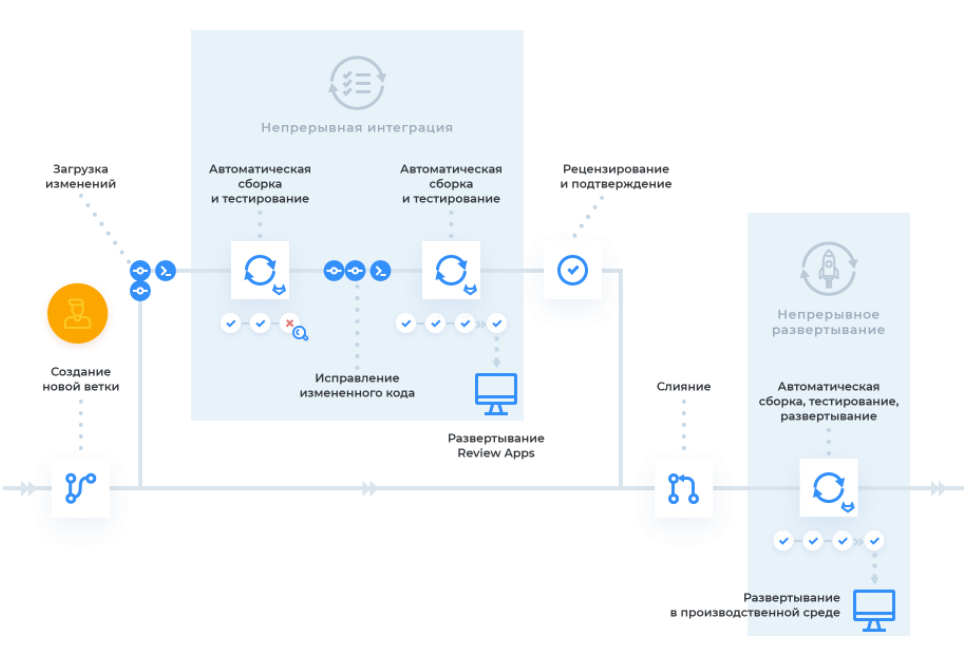 Непрерывная интеграция
Загрузка
изменений
Автоматическая
сборка
и тестирование
Автоматическая
сборка
и тестирование
Рецензирование
и подтверждение
Непрерывное
развертывание
Создание
новой ветки
Исправление
измененного кода
Слияние
Автоматическая
сборка, тестирование,
развертывание
Развертывание
Review Apps
Развертывание
в производственной среде